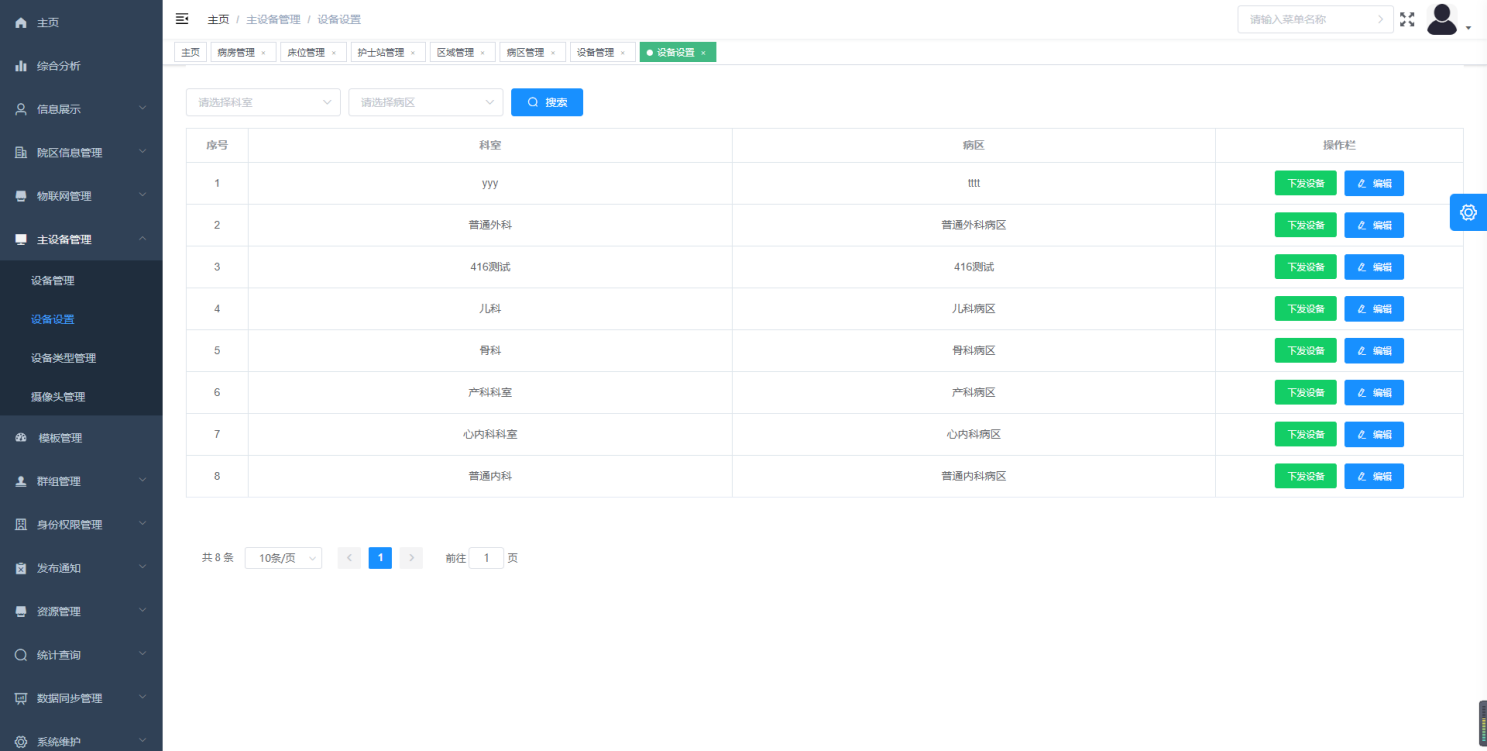 主页
综合分析
信息展示
院区信息管理
物联网管理
主设备管理
设备管理
设备设置
设备类型管理
摄像头管理
模板管理
群组管理
身份权限管理
发布通知
资源管理
统计查询
数据同步管理
系统维护
主页 / 主设备管理 / 设备设置
请输入菜单名称
主页 病房管理 × 床位管理 × 护士站管理 × 区域管理 × 病区管理 × 设备管理 × 设备设置 ×
请选择科室 请选择病区 搜索
序号 科室 病区 操作栏
1 yyy tttt 下发设备 编辑
2 普通外科 普通外科病区 下发设备 编辑
3 416测试 416测试 下发设备 编辑
4 儿科 儿科病区 下发设备 编辑
5 骨科 骨科病区 下发设备 编辑
6 产科科室 产科病区 下发设备 编辑
7 心内科科室 心内科病区 下发设备 编辑
8 普通内科 普通内科病区 下发设备 编辑
共 8 条 10条/页 1 前往 1 页